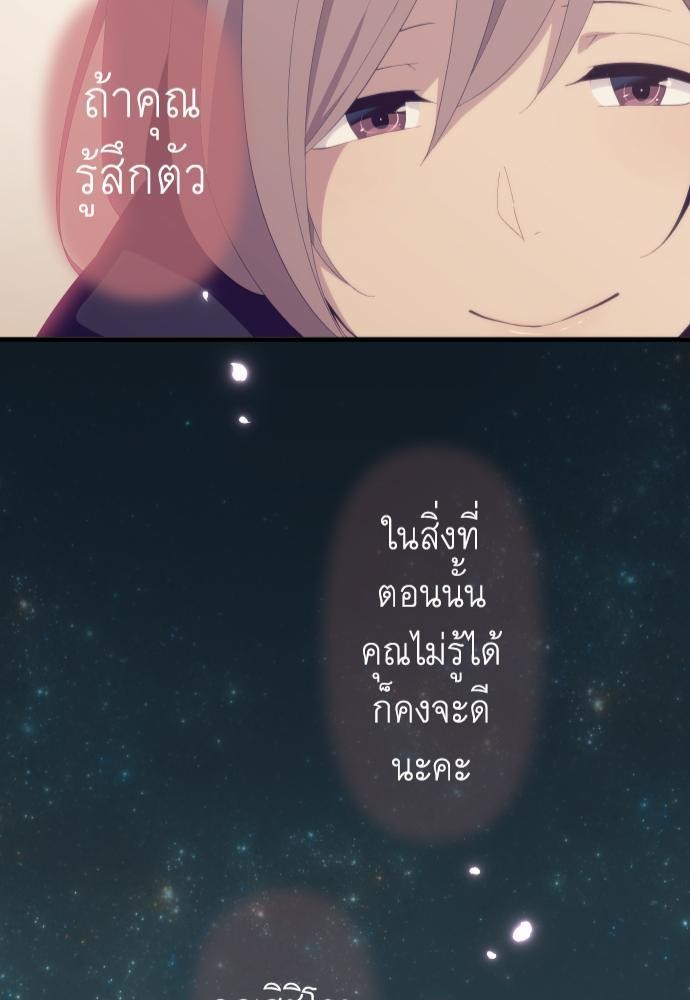 ถ้าคุณ
รู้สึกตัว
ในสิ่งที่
ตอนนั้น
คุณไม่รู้ได้
ก็คงจะดี
นะคะ